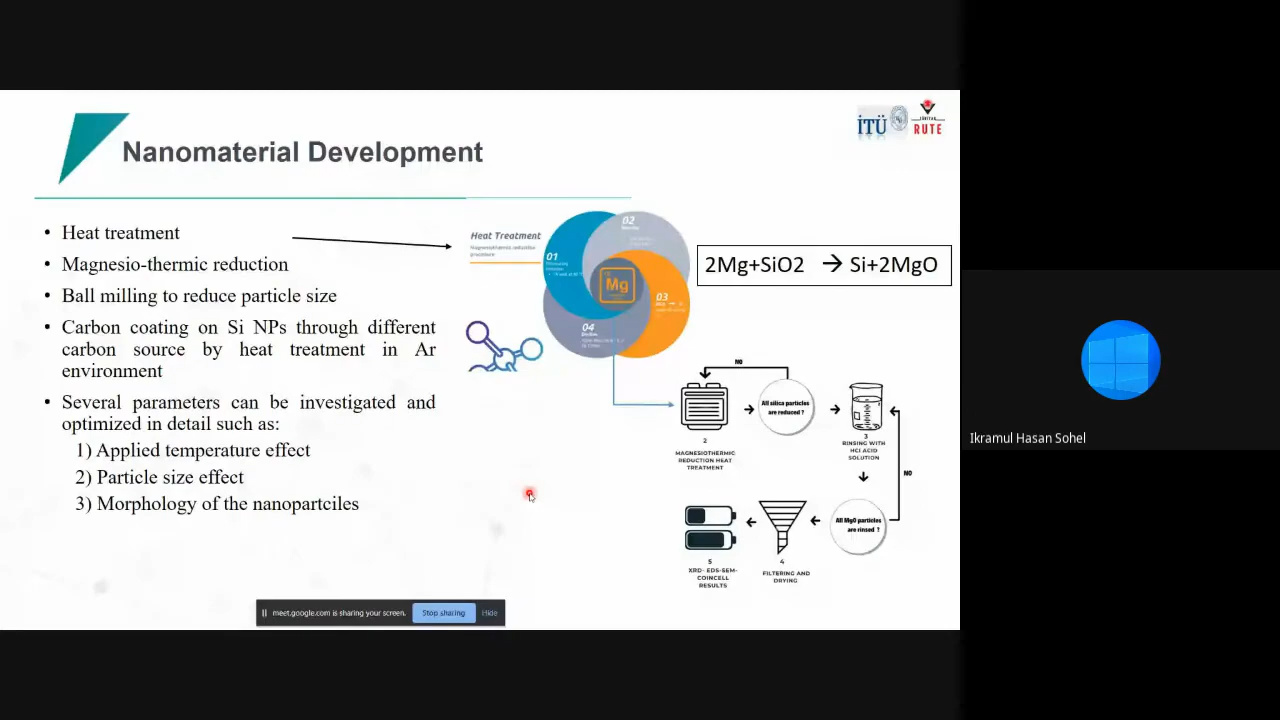 İTÜ
RUTE
Nanomaterial Development
• Heat treatment
• Magnesio-thermic reduction
• Ball milling to reduce particle size
• Carbon coating on Si NPs through different
carbon source by heat treatment in Ar
environment
• Several parameters can be investigated and
optimized in detail such as:
1) Applied temperature effect
2) Particle size effect
3) Morphology of the nanopartciles
Heat Treatment
Magnesiothermic reduction
procedure
01
02
03
04
Mg
2Mg+SiO2 → Si+2MgO
NO
All silica particles
are reduced ?
2
MAGNESIOTHERMIC
REDUCTION HEAT
TREATMENT
3
RINSING WITH
HCl ACID
SOLUTION
NO
All MgO particles
are rinsed ?
4
FILTERING AND
DRYING
5
XRD- EDS-SEM-
COINCELL
RESULTS
meet.google.com is sharing your screen.
Stop sharing
Hide
Ikramul Hasan Sohel